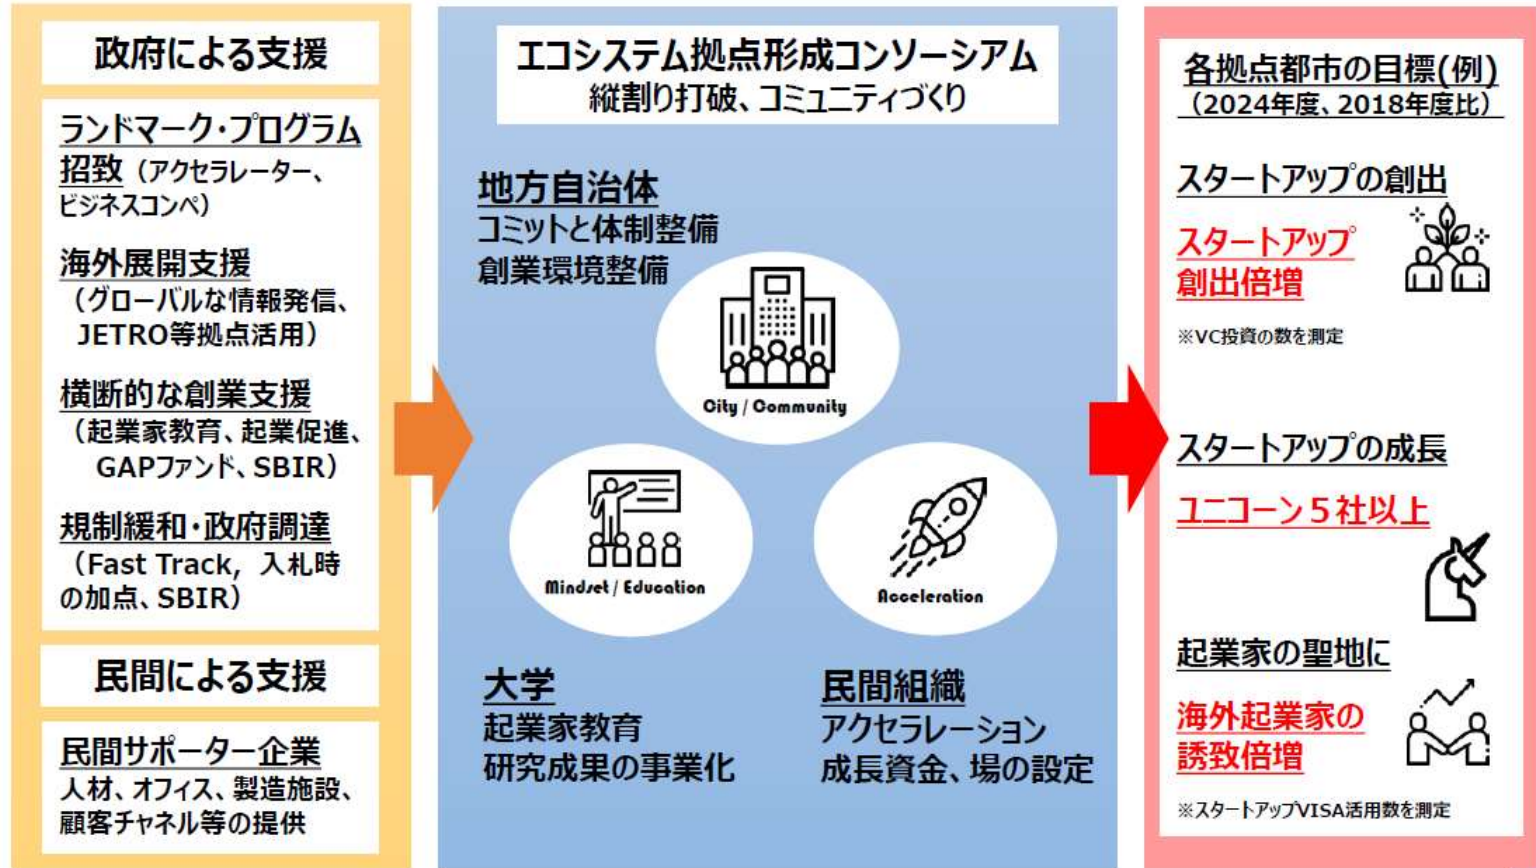 政府による支援
ランドマーク・プログラム
招致（アクセラレーター、
ビジネスコンペ）
海外展開支援
（グローバルな情報発信、
JETRO等拠点活用）
横断的な創業支援
（起業家教育、起業促進、
GAPファンド、SBIR）
規制緩和・政府調達
（Fast Track, 入札時
の加点、SBIR）
民間による支援
民間サポーター企業
人材、オフィス、製造施設、
顧客チャネル等の提供
エコシステム拠点形成コンソーシアム
縦割り打破、コミュニティづくり
地方自治体
コミットと体制整備
創業環境整備
City / Community
Mindset / Education
Acceleration
大学
起業家教育
研究成果の事業化
民間組織
アクセラレーション
成長資金、場の設定
各拠点都市の目標(例)
（2024年度、2018年度比）
スタートアップの創出
スタートアップ
創出倍増
※VC投資の数を測定
スタートアップの成長
ユニコーン５社以上
起業家の聖地に
海外起業家の
誘致倍増
※スタートアップVISA活用数を測定